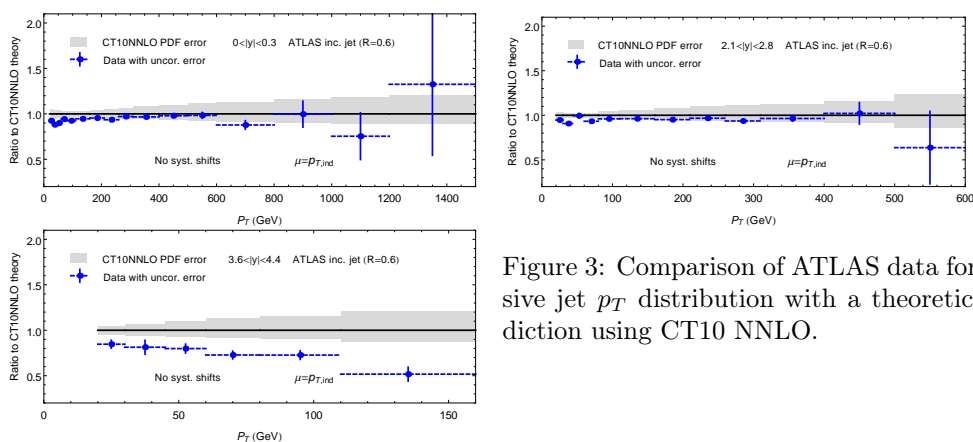 Ratio to CT10NNLO theory
2.0
1.5
1.0
0.5
CT10NNLO PDF error 0<|y|<0.3 ATLAS inc. jet (R=0.6)
Data with uncor. error
No syst. shifts μ=pT,ind
0 200 400 600 800 1000 1200 1400
PT (GeV)
Ratio to CT10NNLO theory
2.0
1.5
1.0
0.5
CT10NNLO PDF error 2.1<|y|<2.8 ATLAS inc. jet (R=0.6)
Data with uncor. error
No syst. shifts μ=pT,ind
0 100 200 300 400 500 600
PT (GeV)
Ratio to CT10NNLO theory
2.0
1.5
1.0
0.5
CT10NNLO PDF error 3.6<|y|<4.4 ATLAS inc. jet (R=0.6)
Data with uncor. error
No syst. shifts μ=pT,ind
0 50 100 150
PT (GeV)
Figure 3: Comparison of ATLAS data for
sive jet pT distribution with a theoretic
diction using CT10 NNLO.